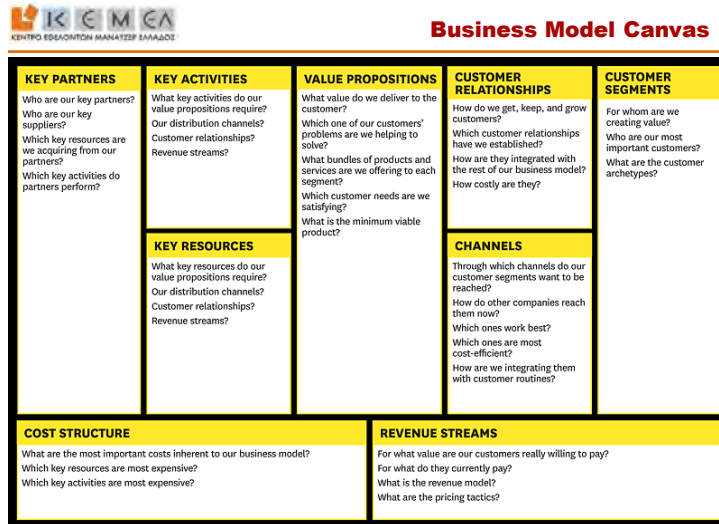 ΚΕΜΕΛ
ΚΕΝΤΡΟ ΕΘΕΛΟΝΤΩΝ ΜΑΝΑΤΖΕΡ ΕΛΛΑΔΟΣ
Business Model Canvas
KEY PARTNERS
Who are our key partners?
Who are our key
suppliers?
Which key resources are
we acquiring from our
partners?
Which key activities do
partners perform?
KEY ACTIVITIES
What key activities do our
value propositions require?
Our distribution channels?
Customer relationships?
Revenue streams?
KEY RESOURCES
What key resources do our
value propositions require?
Our distribution channels?
Customer relationships?
Revenue streams?
VALUE PROPOSITIONS
What value do we deliver to the
customer?
Which one of our customers’
problems are we helping to
solve?
What bundles of products and
services are we offering to each
segment?
Which customer needs are we
satisfying?
What is the minimum viable
product?
CUSTOMER
RELATIONSHIPS
How do we get, keep, and grow
customers?
Which customer relationships
have we established?
How are they integrated with
the rest of our business model?
How costly are they?
CHANNELS
Through which channels do our
customer segments want to be
reached?
How do other companies reach
them now?
Which ones work best?
Which ones are most
cost-efficient?
How are we integrating them
with customer routines?
CUSTOMER
SEGMENTS
For whom are we
creating value?
Who are our most
important customers?
What are the customer
archetypes?
COST STRUCTURE
What are the most important costs inherent to our business model?
Which key resources are most expensive?
Which key activities are most expensive?
REVENUE STREAMS
For what value are our customers really willing to pay?
For what do they currently pay?
What is the revenue model?
What are the pricing tactics?